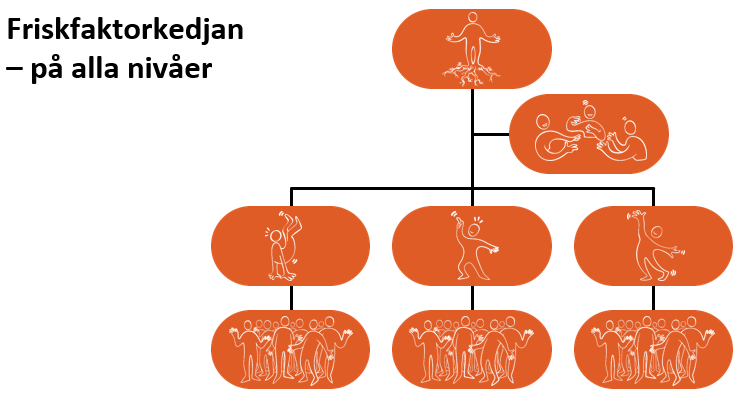 Friskfaktorkedjan
– på alla nivåer